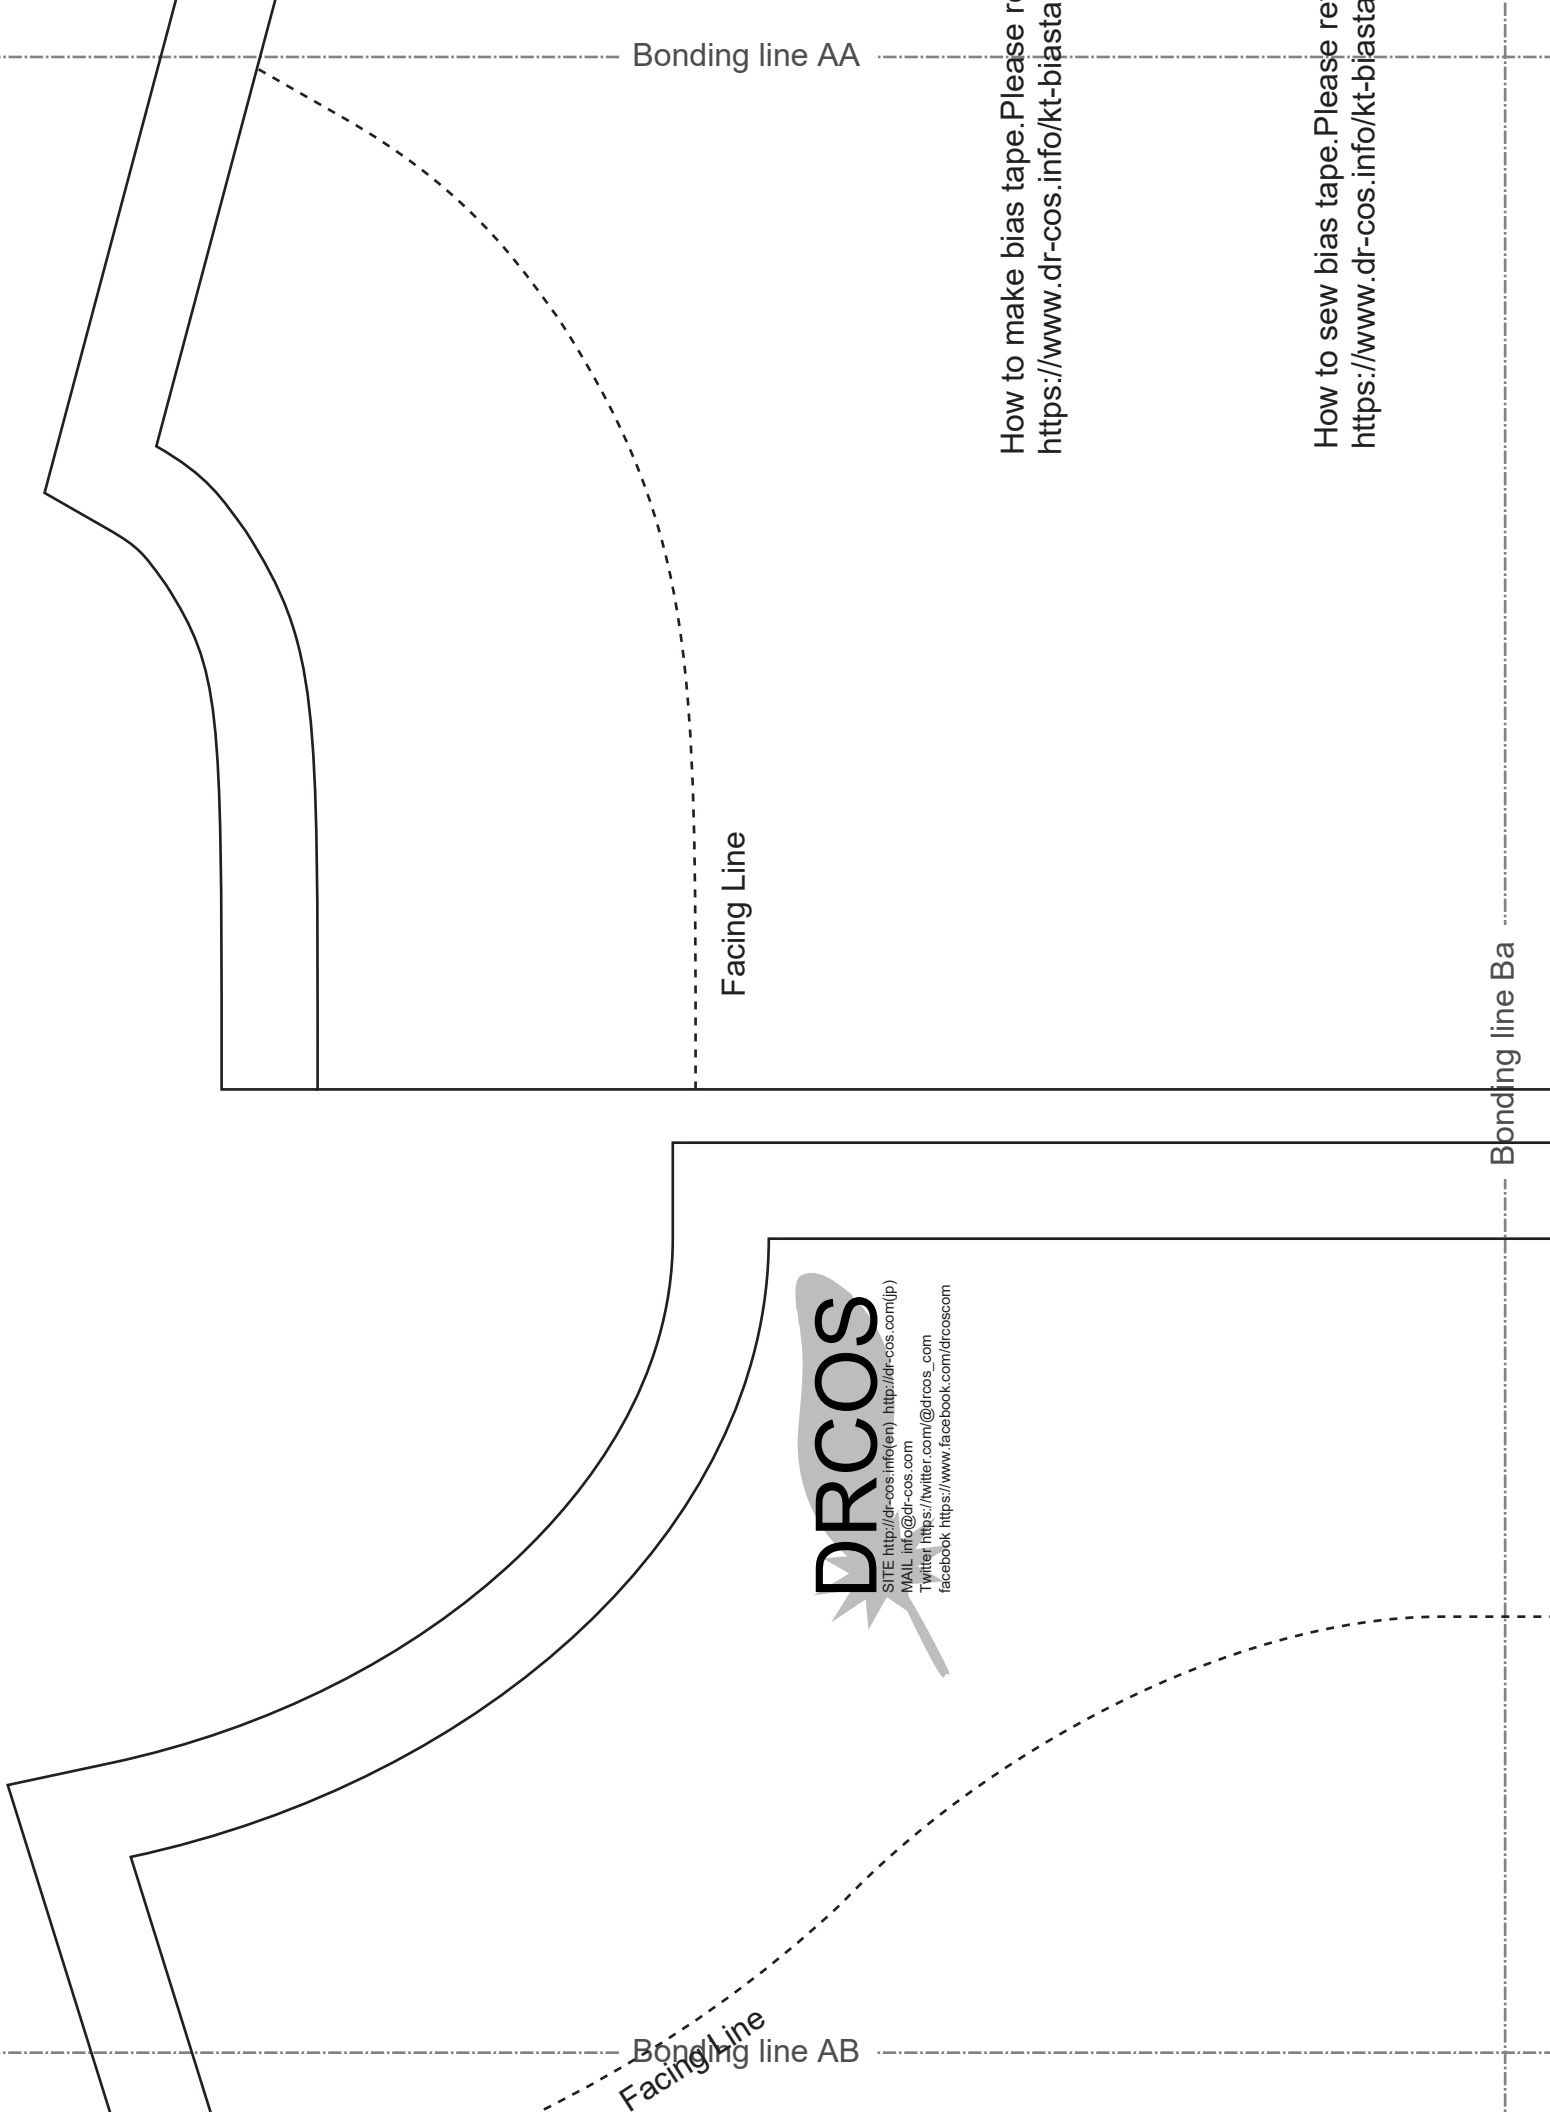 Bonding line AA
How to make bias tape.Please
https://www.dr-cos.info/kt-biasta
How to sew bias tape.Please
https://www.dr-cos.info/kt-biasta
Facing Line
Bonding line Ba
DRCOS
SITE http://dr-cos.info(en) http://dr-cos.com(jp)
MAIL info@dr-cos.com
Twitter https://twitter.com/@drcos_com
facebook https://www.facebook.com/drcoscom
Facing Line
Bonding line AB